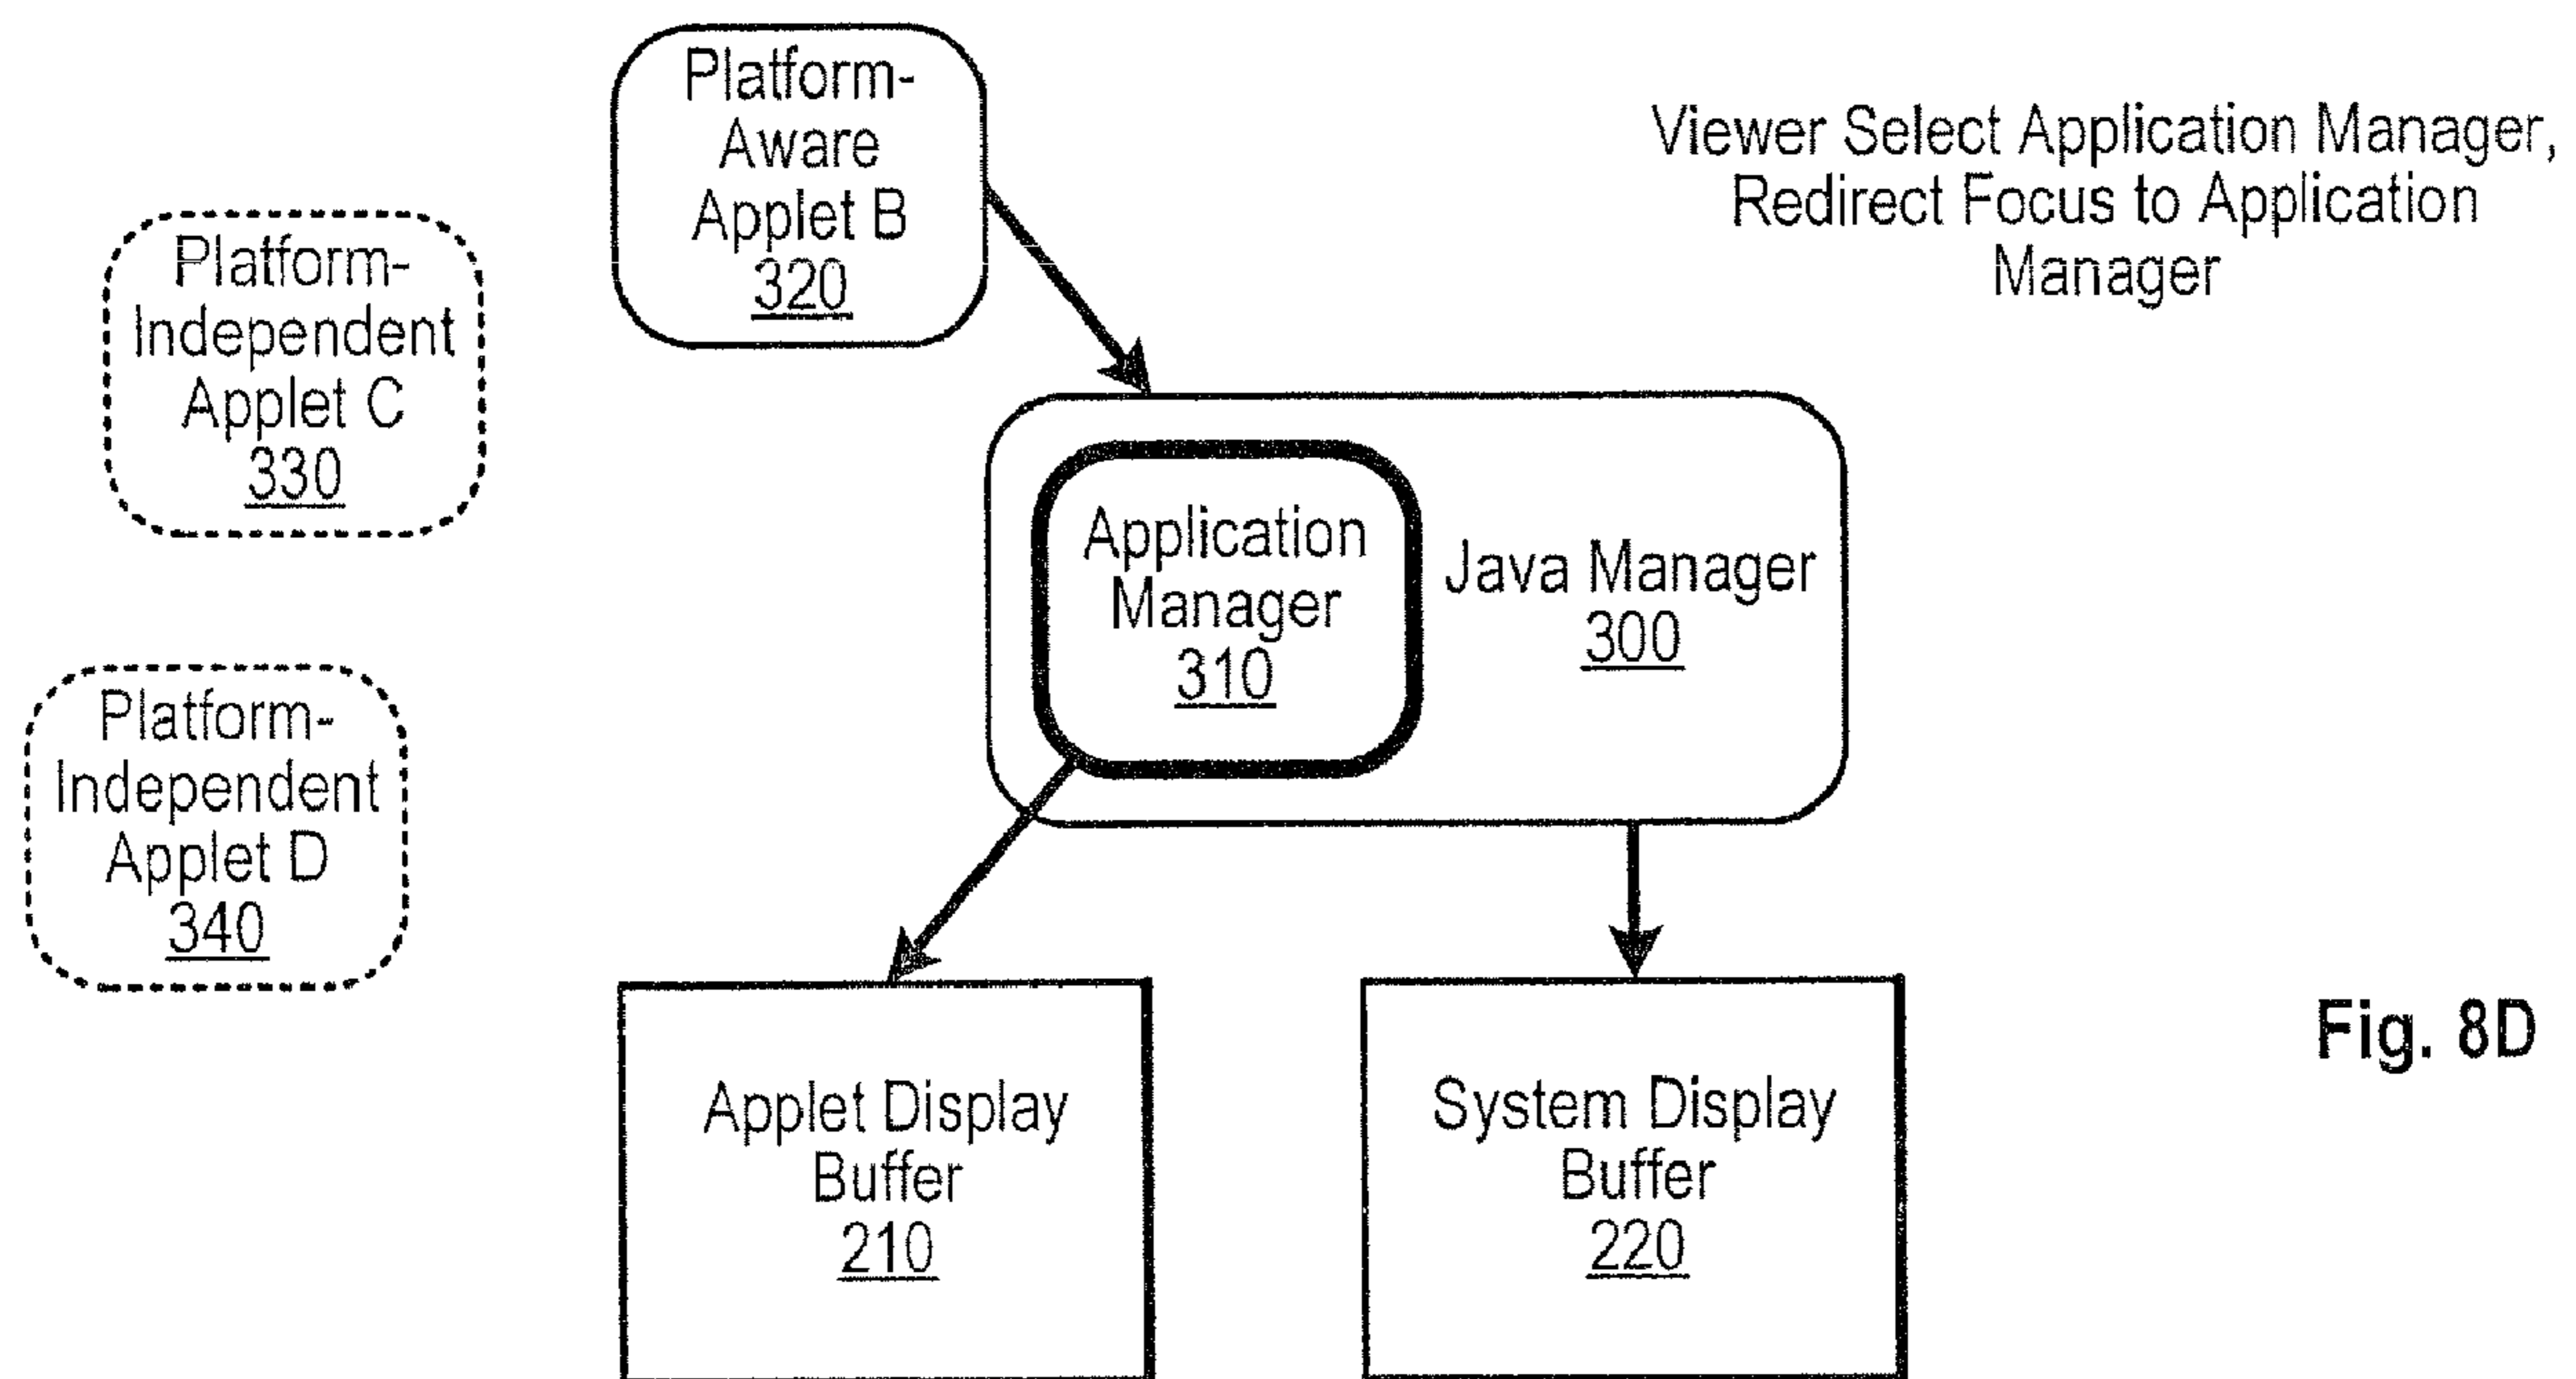 Platform-
Aware
Applet B
320
Viewer Select Application Manager,
Redirect Focus to Application
Manager
Platform-
Independent
Applet C
330
Application
Manager
310
Java Manager
300
Platform-
Independent
Applet D
340
Applet Display
Buffer
210
System Display
Buffer
220
Fig. 8D